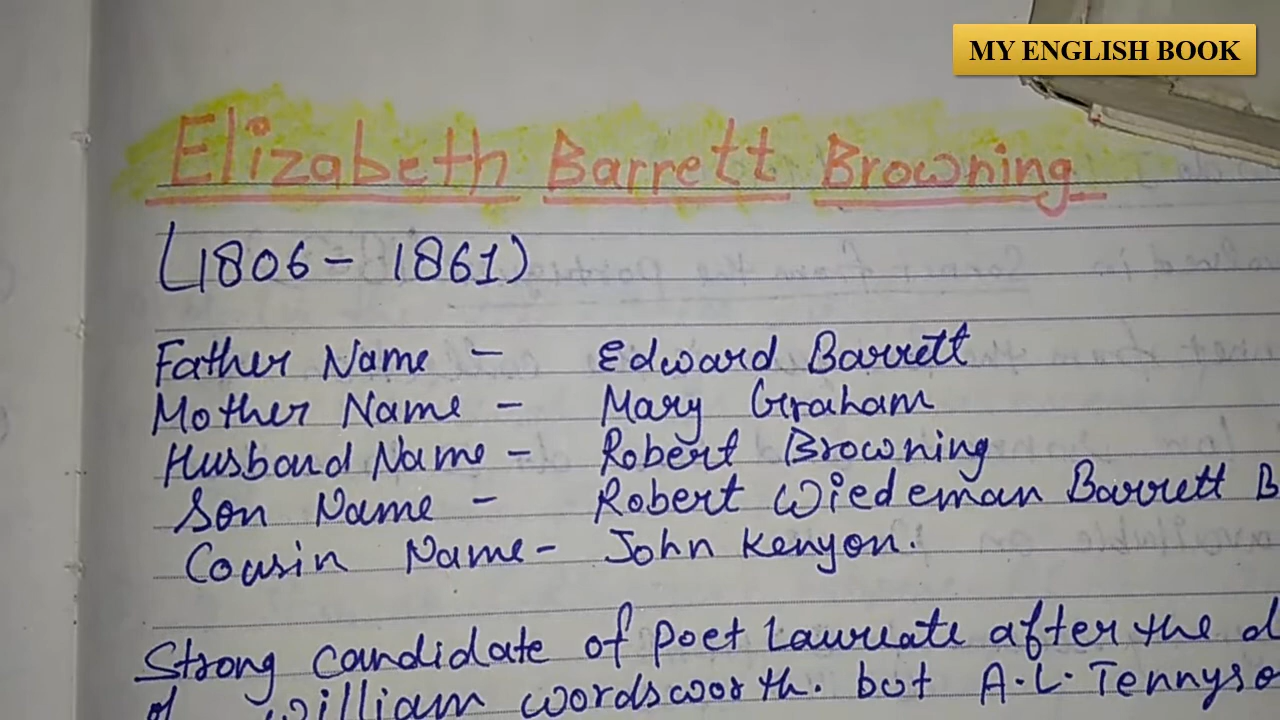 MY ENGLISH BOOK
Elizabeth Barrett Browning
(1806 - 1861)
Father Name - Edward Barrett
Mother Name - Mary Graham
Husband Name - Robert Browning
Son Name - Robert Wiedeman Barrett B
Cousin Name - John Kenyon.
Strong candidate of Poet Laureate after the d
of William wordsworth. but A.L. Tennyso